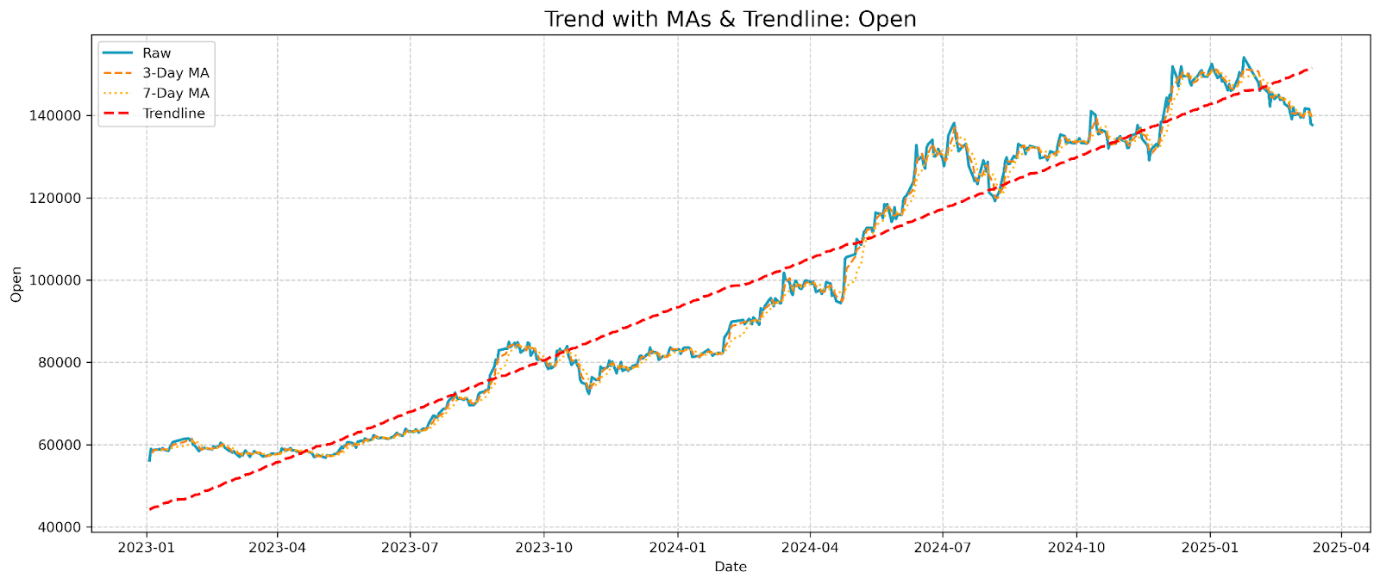 Trend with MAs & Trendline: Open
Raw
3-Day MA
7-Day MA
Trendline
140000
120000
100000
80000
60000
40000
Open
2023-01 2023-04 2023-07 2023-10 2024-01 2024-04 2024-07 2024-10 2025-01 2025-04
Date